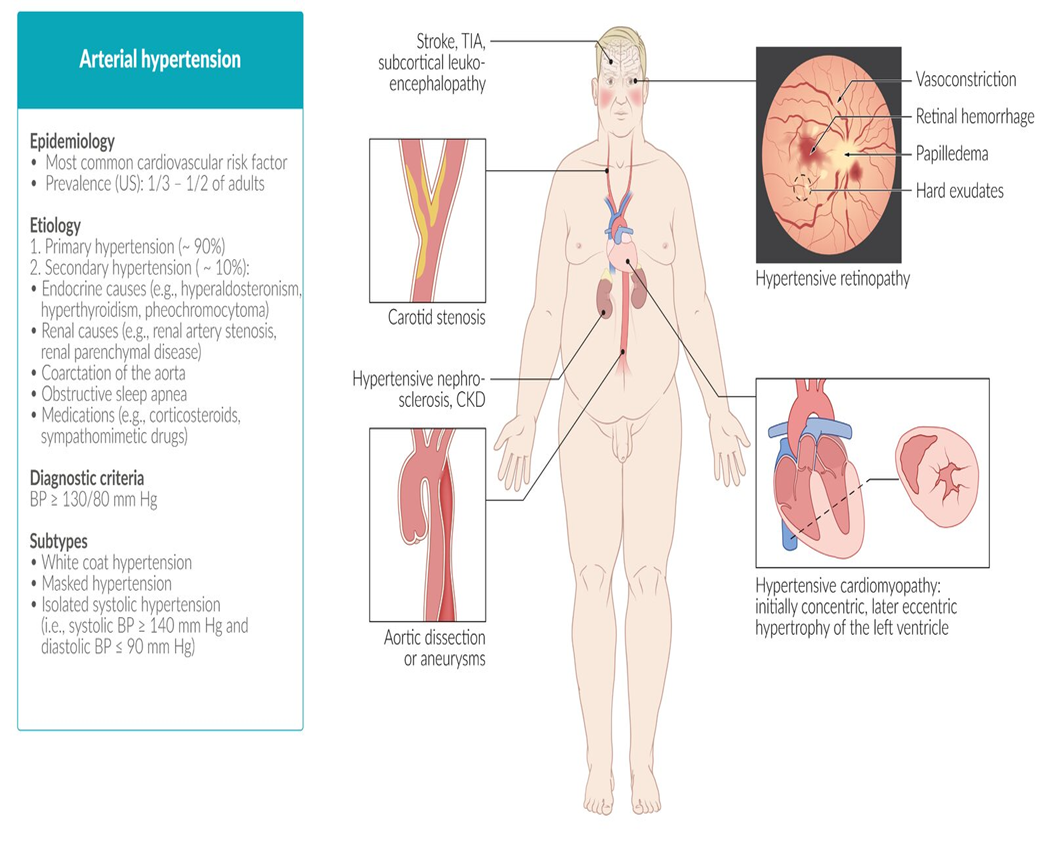 Arterial hypertension
Epidemiology
• Most common cardiovascular risk factor
• Prevalence (US): 1/3 – 1/2 of adults
Etiology
1. Primary hypertension (~ 90%)
2. Secondary hypertension ( ~ 10%):
• Endocrine causes (e.g., hyperaldosteronism,
hyperthyroidism, pheochromocytoma)
• Renal causes (e.g., renal artery stenosis,
renal parenchymal disease)
• Coarctation of the aorta
• Obstructive sleep apnea
• Medications (e.g., corticosteroids,
sympathomimetic drugs)
Diagnostic criteria
BP ≥ 130/80 mm Hg
Subtypes
• White coat hypertension
• Masked hypertension
• Isolated systolic hypertension
(i.e., systolic BP ≥ 140 mm Hg and
diastolic BP ≤ 90 mm Hg)
Stroke, TIA,
subcortical leuko-
encephalopathy
Carotid stenosis
Hypertensive nephro-
sclerosis, CKD
Aortic dissection
or aneurysms
Vasoconstriction
Retinal hemorrhage
Papilledema
Hard exudates
Hypertensive retinopathy
Hypertensive cardiomyopathy:
initially concentric, later eccentric
hypertrophy of the left ventricle